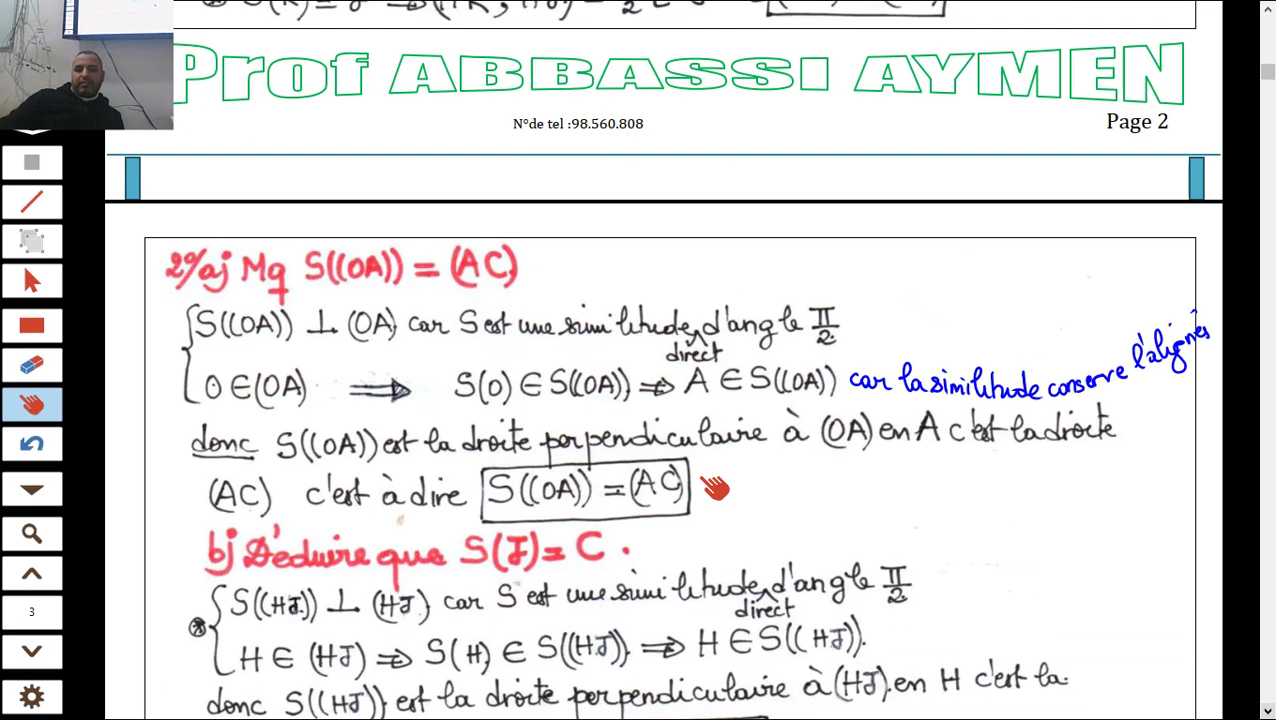 Prof ABBASSI AYMEN
N°de tel :98.560.808
Page 2
2°/a) Mq S((OA)) = (AC)
S((OA)) ⊥ (OA) car S est une similitude direct d'angle π/2
O ∈ (OA) ⟹ S(O) ∈ S((OA)) ⟹ A ∈ S((OA)) car la similitude conserve l'alignés
donc S((OA)) est la droite perpendiculaire à (OA) en A c'est la droite
(AC) c'est à dire S((OA)) = (AC)
b) Déduire que S(J) = C .
⊛ S((HJ)) ⊥ (HJ) car S est une similitude direct d'angle π/2
H ∈ (HJ) ⟹ S(H) ∈ S((HJ)) ⟹ H ∈ S((HJ)).
donc S((HJ)) est la droite perpendiculaire à (HJ) en H c'est la
3